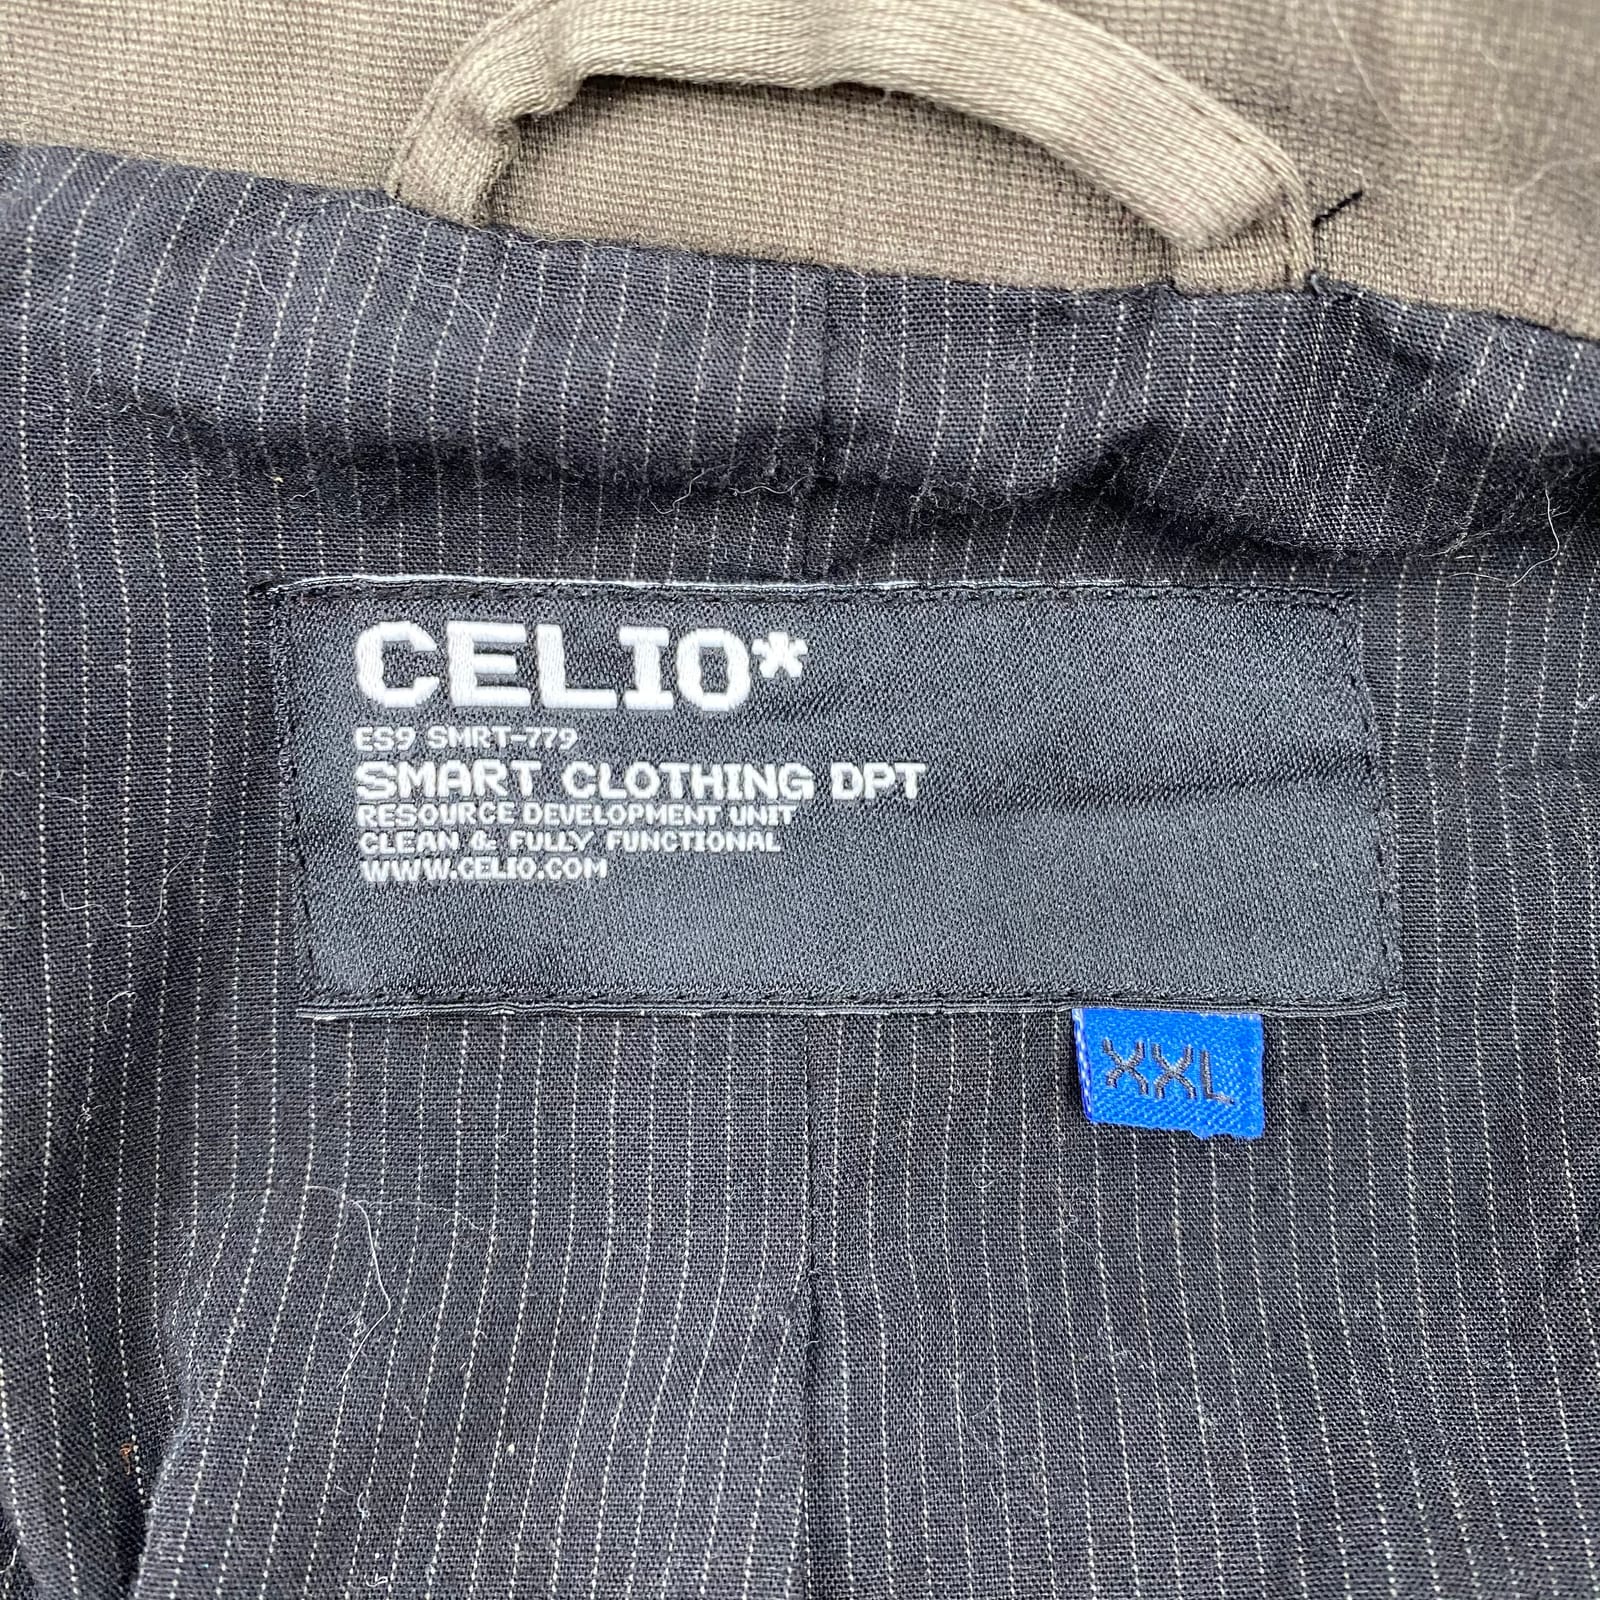 CELIO*
ES9 SMRT-779
SMART CLOTHING DPT
RESOURCE DEVELOPMENT UNIT
CLEAN & FULLY FUNCTIONAL
WWW.CELIO.COM
XXL